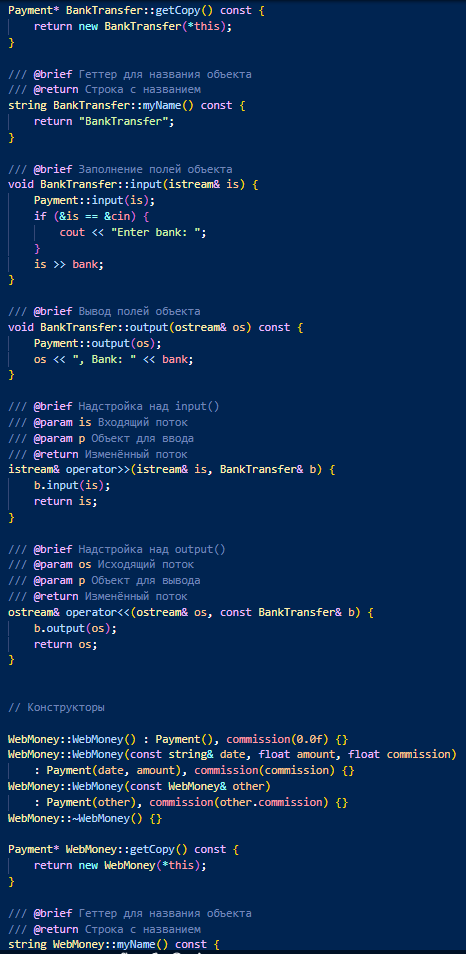 Payment* BankTransfer::getCopy() const {
    return new BankTransfer(*this);
}

/// @brief Геттер для названия объекта
/// @return Строка с названием
string BankTransfer::myName() const {
    return "BankTransfer";
}

/// @brief Заполнение полей объекта
void BankTransfer::input(istream& is) {
    Payment::input(is);
    if (&is == &cin) {
        cout << "Enter bank: ";
    }
    is >> bank;
}

/// @brief Вывод полей объекта
void BankTransfer::output(ostream& os) const {
    Payment::output(os);
    os << ", Bank: " << bank;
}

/// @brief Надстройка над input()
/// @param is Входящий поток
/// @param p Объект для ввода
/// @return Изменённый поток
istream& operator>>(istream& is, BankTransfer& b) {
    b.input(is);
    return is;
}

/// @brief Надстройка над output()
/// @param os Исходящий поток
/// @param p Объект для вывода
/// @return Изменённый поток
ostream& operator<<(ostream& os, const BankTransfer& b) {
    b.output(os);
    return os;
}


// Конструкторы

WebMoney::WebMoney() : Payment(), commission(0.0f) {}
WebMoney::WebMoney(const string& date, float amount, float commission)
    : Payment(date, amount), commission(commission) {}
WebMoney::WebMoney(const WebMoney& other)
    : Payment(other), commission(other.commission) {}
WebMoney::~WebMoney() {}

Payment* WebMoney::getCopy() const {
    return new WebMoney(*this);
}

/// @brief Геттер для названия объекта
/// @return Строка с названием
string WebMoney::myName() const {